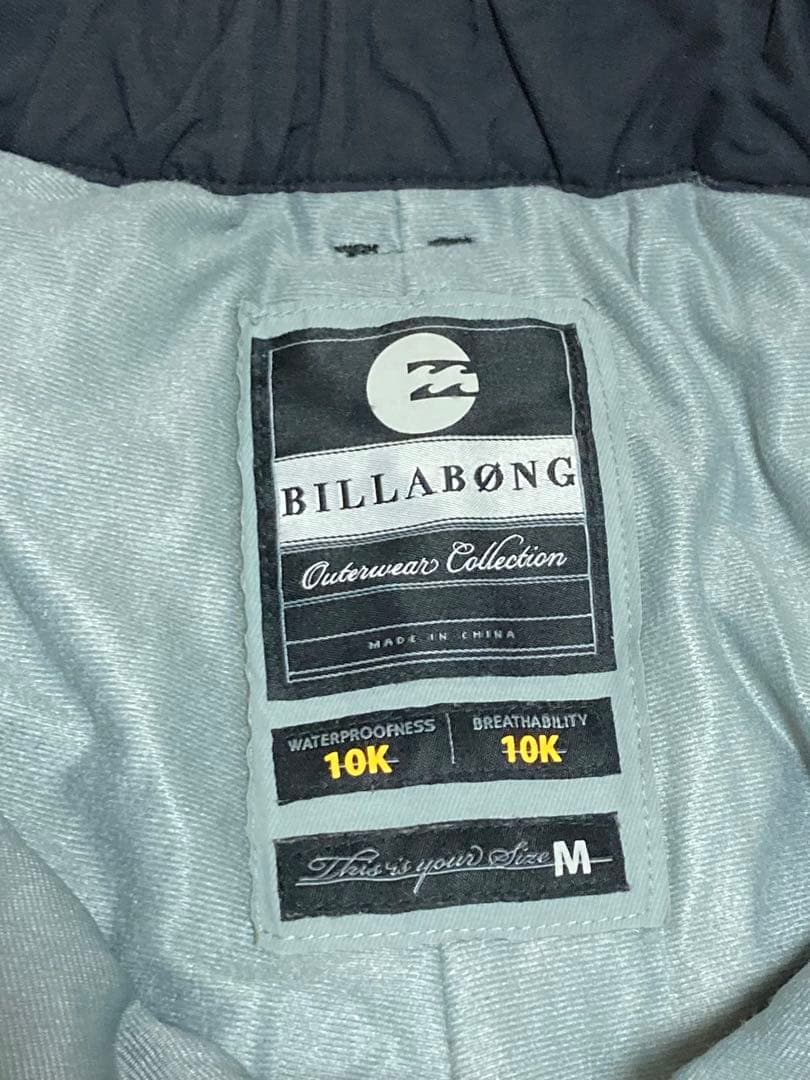 BILLABØNG
Outerwear Collection
MADE IN CHINA
WATERPROOFNESS
10K
BREATHABILITY
10K
This is your Size M